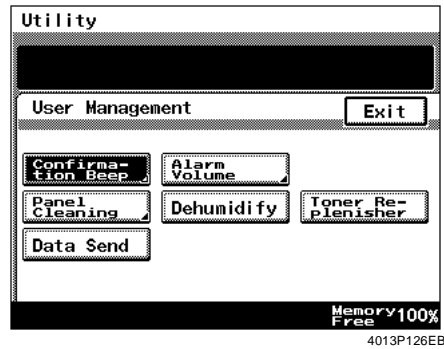 Utility
User Management
Exit
Confirma-
tion Beep
Alarm
Volume
Panel
Cleaning
Dehumidify
Toner Re-
plenisher
Data Send
Memory
Free
100%
4013P126EB